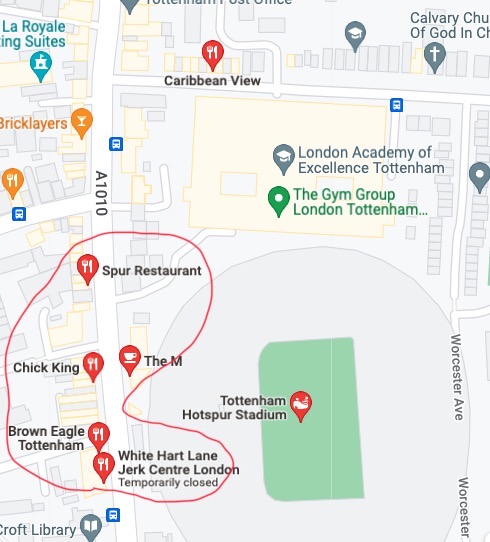 Tottenham Post Office
La Royale
ting Suites
Caribbean View
Calvary Chu
Of God In Ch
Bricklayers
A1010
London Academy of
Excellence Tottenham
The Gym Group
London Tottenham...
Spur Restaurant
Chick King
The M
Tottenham
Hotspur Stadium
Worcester Ave
Brown Eagle
Tottenham
White Hart Lane
Jerk Centre London
Temporarily closed
Worcester
Croft Library